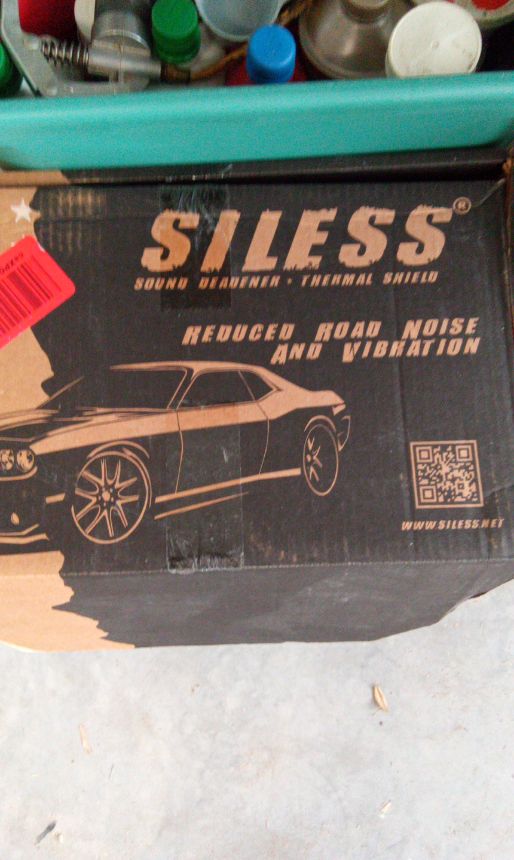 SILESS®
SOUND DEADENER • THERMAL SHIELD
REDUCED ROAD NOISE
AND VIBRATION
WWW.SILESS.NET